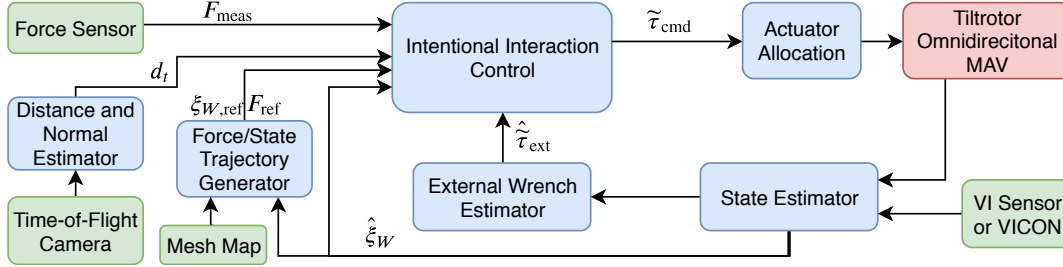 Force Sensor
F_meas
Intentional Interaction
Control
τ̃_cmd
Actuator
Allocation
Tiltrotor
Omnidirecitonal
MAV
d_t
ξ_W,ref F_ref
Distance and
Normal
Estimator
Force/State
Trajectory
Generator
τ̃̂_ext
External Wrench
Estimator
State Estimator
VI Sensor
or VICON
Time-of-Flight
Camera
Mesh Map
ξ̂_W